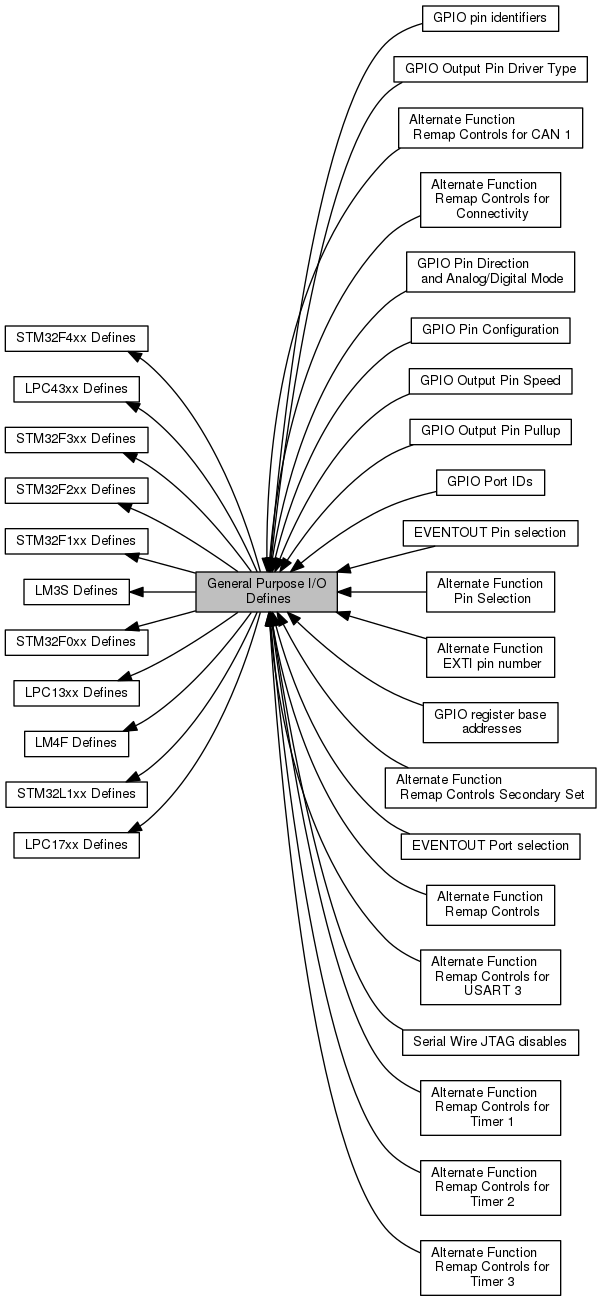 STM32F4xx Defines
LPC43xx Defines
STM32F3xx Defines
STM32F2xx Defines
STM32F1xx Defines
LM3S Defines
STM32F0xx Defines
LPC13xx Defines
LM4F Defines
STM32L1xx Defines
LPC17xx Defines
General Purpose I/O
Defines
GPIO pin identifiers
GPIO Output Pin Driver Type
Alternate Function
Remap Controls for CAN 1
Alternate Function
Remap Controls for
Connectivity
GPIO Pin Direction
and Analog/Digital Mode
GPIO Pin Configuration
GPIO Output Pin Speed
GPIO Output Pin Pullup
GPIO Port IDs
EVENTOUT Pin selection
Alternate Function
Pin Selection
Alternate Function
EXTI pin number
GPIO register base
addresses
Alternate Function
Remap Controls Secondary Set
EVENTOUT Port selection
Alternate Function
Remap Controls
Alternate Function
Remap Controls for
USART 3
Serial Wire JTAG disables
Alternate Function
Remap Controls for
Timer 1
Alternate Function
Remap Controls for
Timer 2
Alternate Function
Remap Controls for
Timer 3